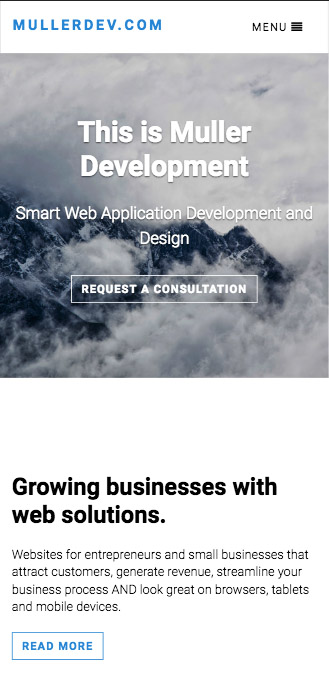 MULLERDEV.COM
MENU
This is Muller
Development
Smart Web Application Development and
Design
REQUEST A CONSULTATION
Growing businesses with
web solutions.
Websites for entrepreneurs and small businesses that
attract customers, generate revenue, streamline your
business process AND look great on browsers, tablets
and mobile devices.
READ MORE